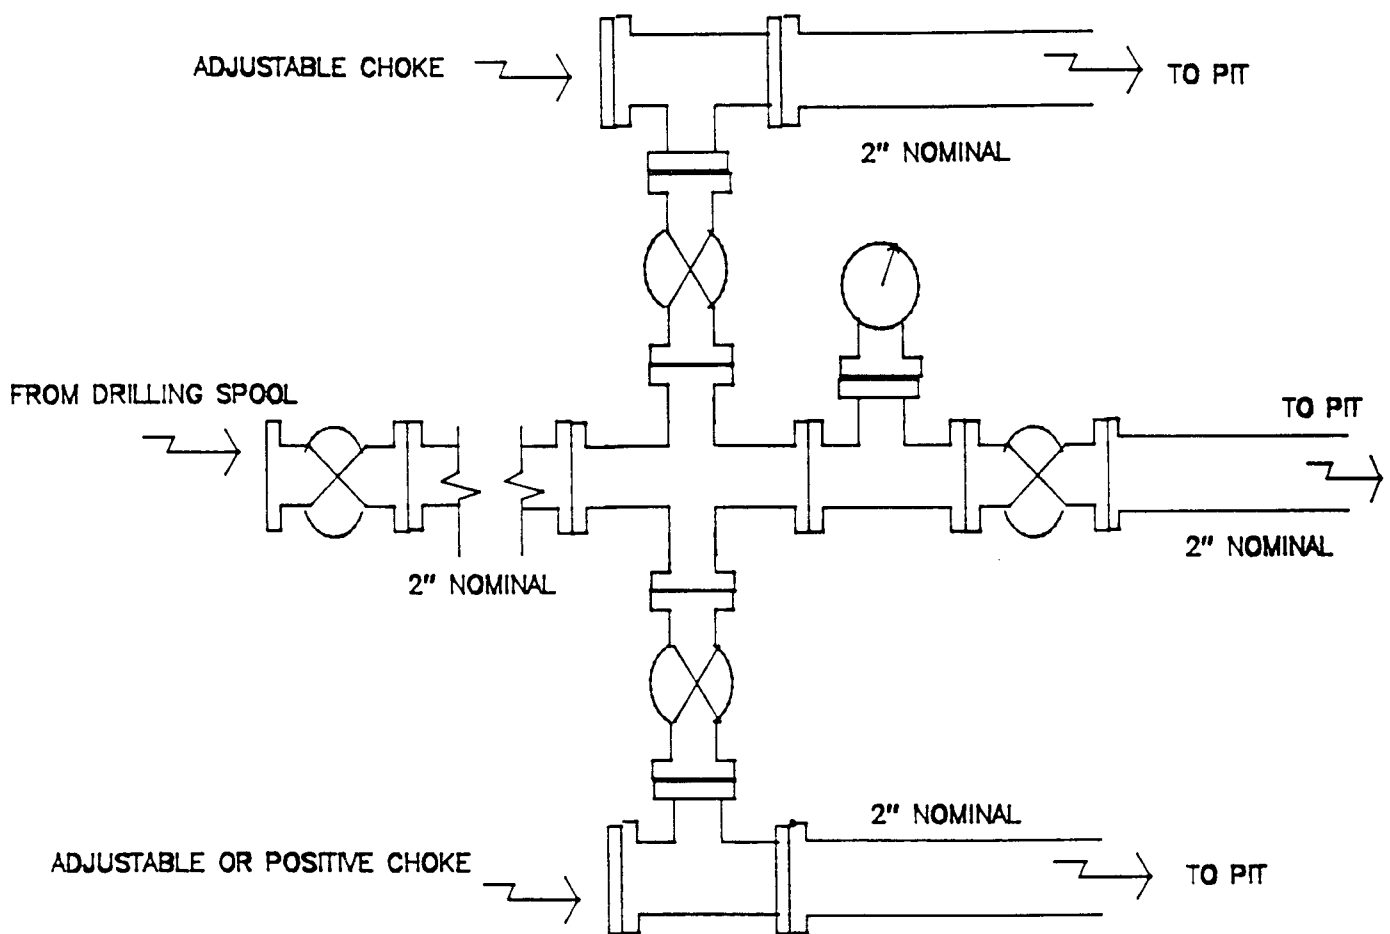 ADJUSTABLE CHOKE
TO PIT
2" NOMINAL
FROM DRILLING SPOOL
TO PIT
2" NOMINAL
2" NOMINAL
2" NOMINAL
ADJUSTABLE OR POSITIVE CHOKE
TO PIT